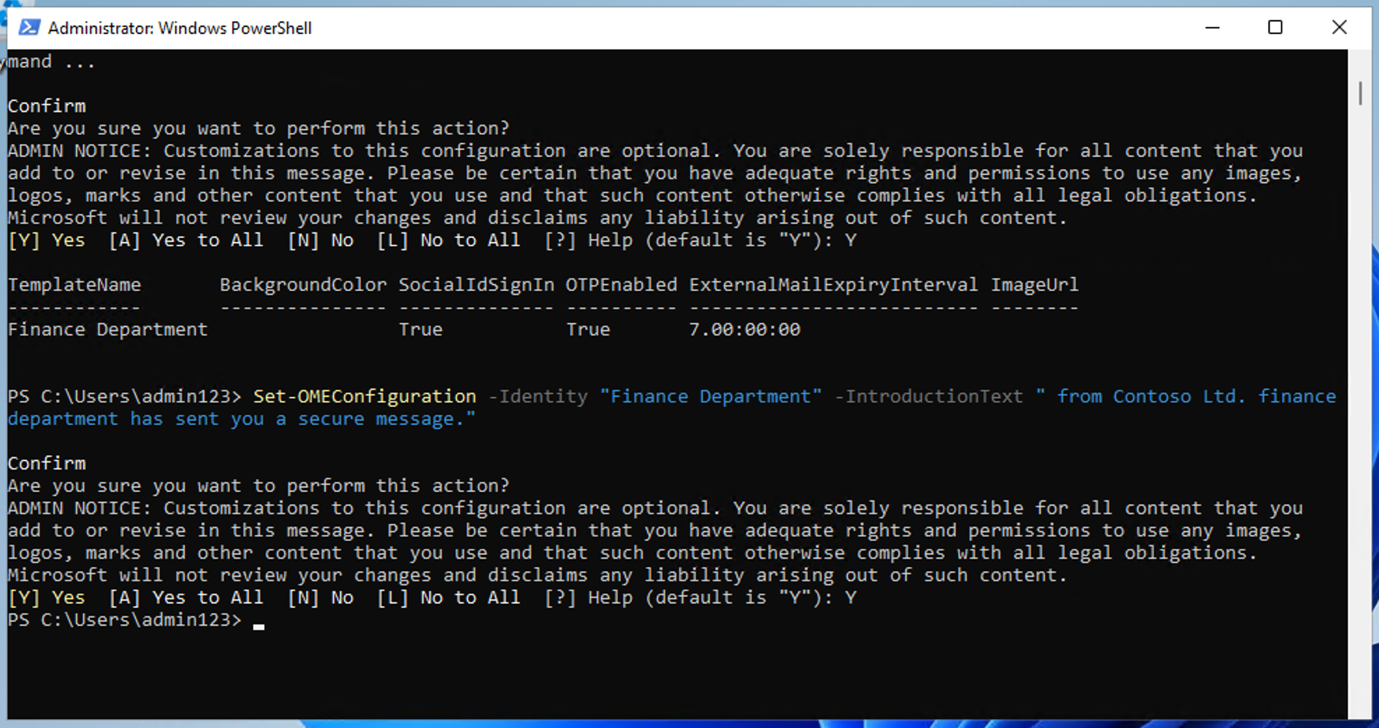 Administrator: Windows PowerShell
mand ...
Confirm
Are you sure you want to perform this action?
ADMIN NOTICE: Customizations to this configuration are optional. You are solely responsible for all content that you
add to or revise in this message. Please be certain that you have adequate rights and permissions to use any images,
logos, marks and other content that you use and that such content otherwise complies with all legal obligations.
Microsoft will not review your changes and disclaims any liability arising out of such content.
[Y] Yes  [A] Yes to All  [N] No  [L] No to All  [?] Help (default is "Y"): Y
TemplateName       BackgroundColor SocialIdSignIn OTPEnabled ExternalMailExpiryInterval ImageUrl
------------       --------------- -------------- ---------- -------------------------- --------
Finance Department                 True           True       7.00:00:00
PS C:\Users\admin123> Set-OMEConfiguration -Identity "Finance Department" -IntroductionText " from Contoso Ltd. finance
department has sent you a secure message."
Confirm
Are you sure you want to perform this action?
ADMIN NOTICE: Customizations to this configuration are optional. You are solely responsible for all content that you
add to or revise in this message. Please be certain that you have adequate rights and permissions to use any images,
logos, marks and other content that you use and that such content otherwise complies with all legal obligations.
Microsoft will not review your changes and disclaims any liability arising out of such content.
[Y] Yes  [A] Yes to All  [N] No  [L] No to All  [?] Help (default is "Y"): Y
PS C:\Users\admin123>